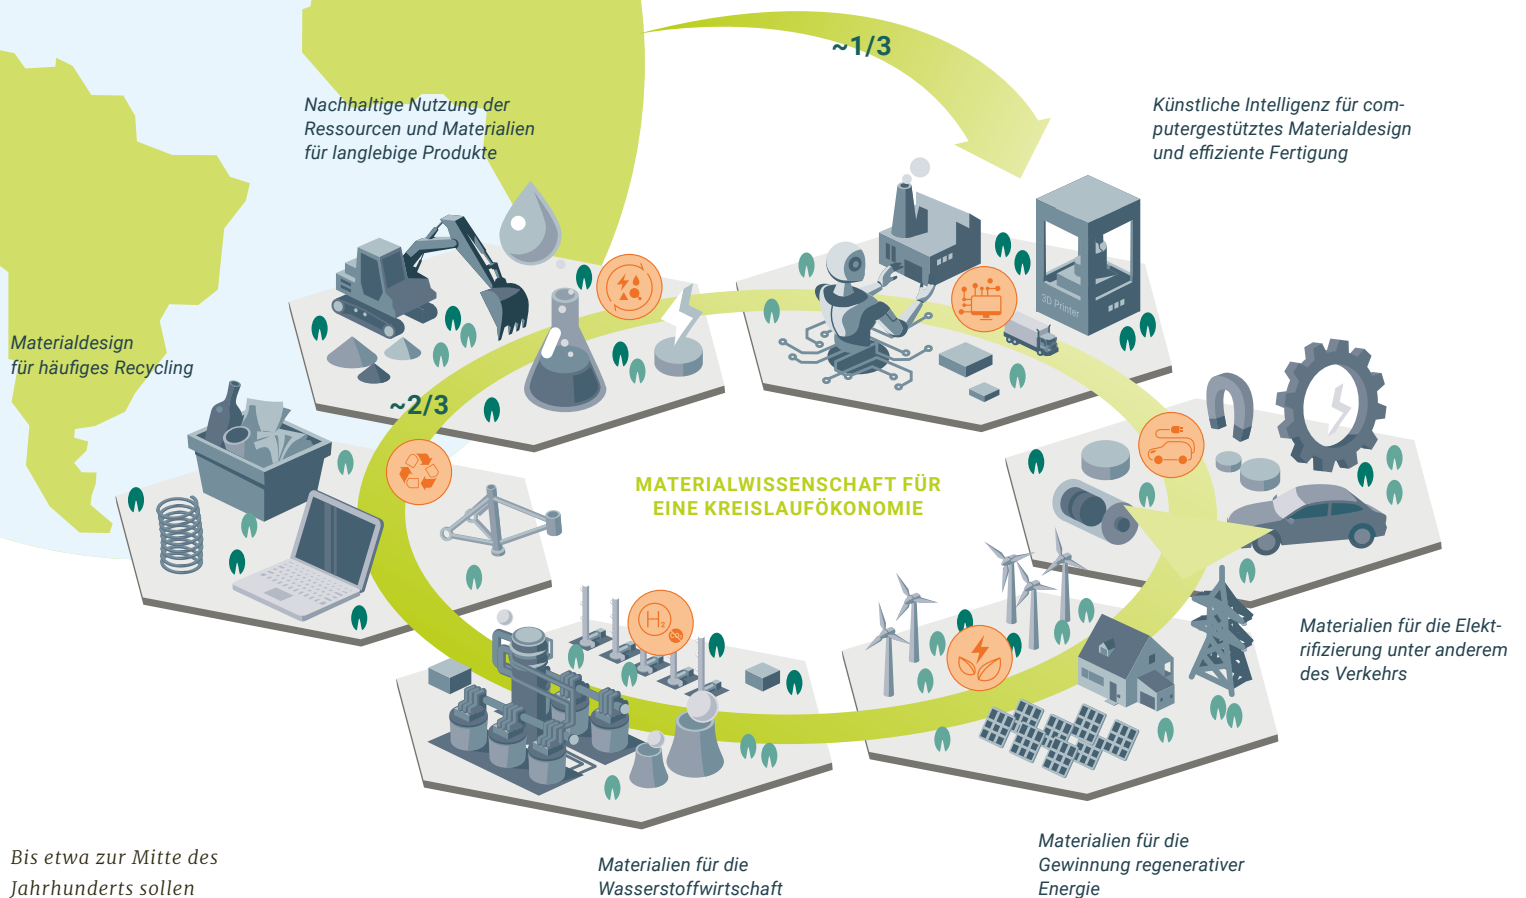 ~1/3
Nachhaltige Nutzung der
Ressourcen und Materialien
für langlebige Produkte
Künstliche Intelligenz für com-
putergestütztes Materialdesign
und effiziente Fertigung
3D Printer
Materialdesign
für häufiges Recycling
~2/3
MATERIALWISSENSCHAFT FÜR
EINE KREISLAUFÖKONOMIE
H₂
CO₂
Materialien für die Elekt-
rifizierung unter anderem
des Verkehrs
Materialien für die
Gewinnung regenerativer
Energie
Materialien für die
Wasserstoffwirtschaft
Bis etwa zur Mitte des
Jahrhunderts sollen